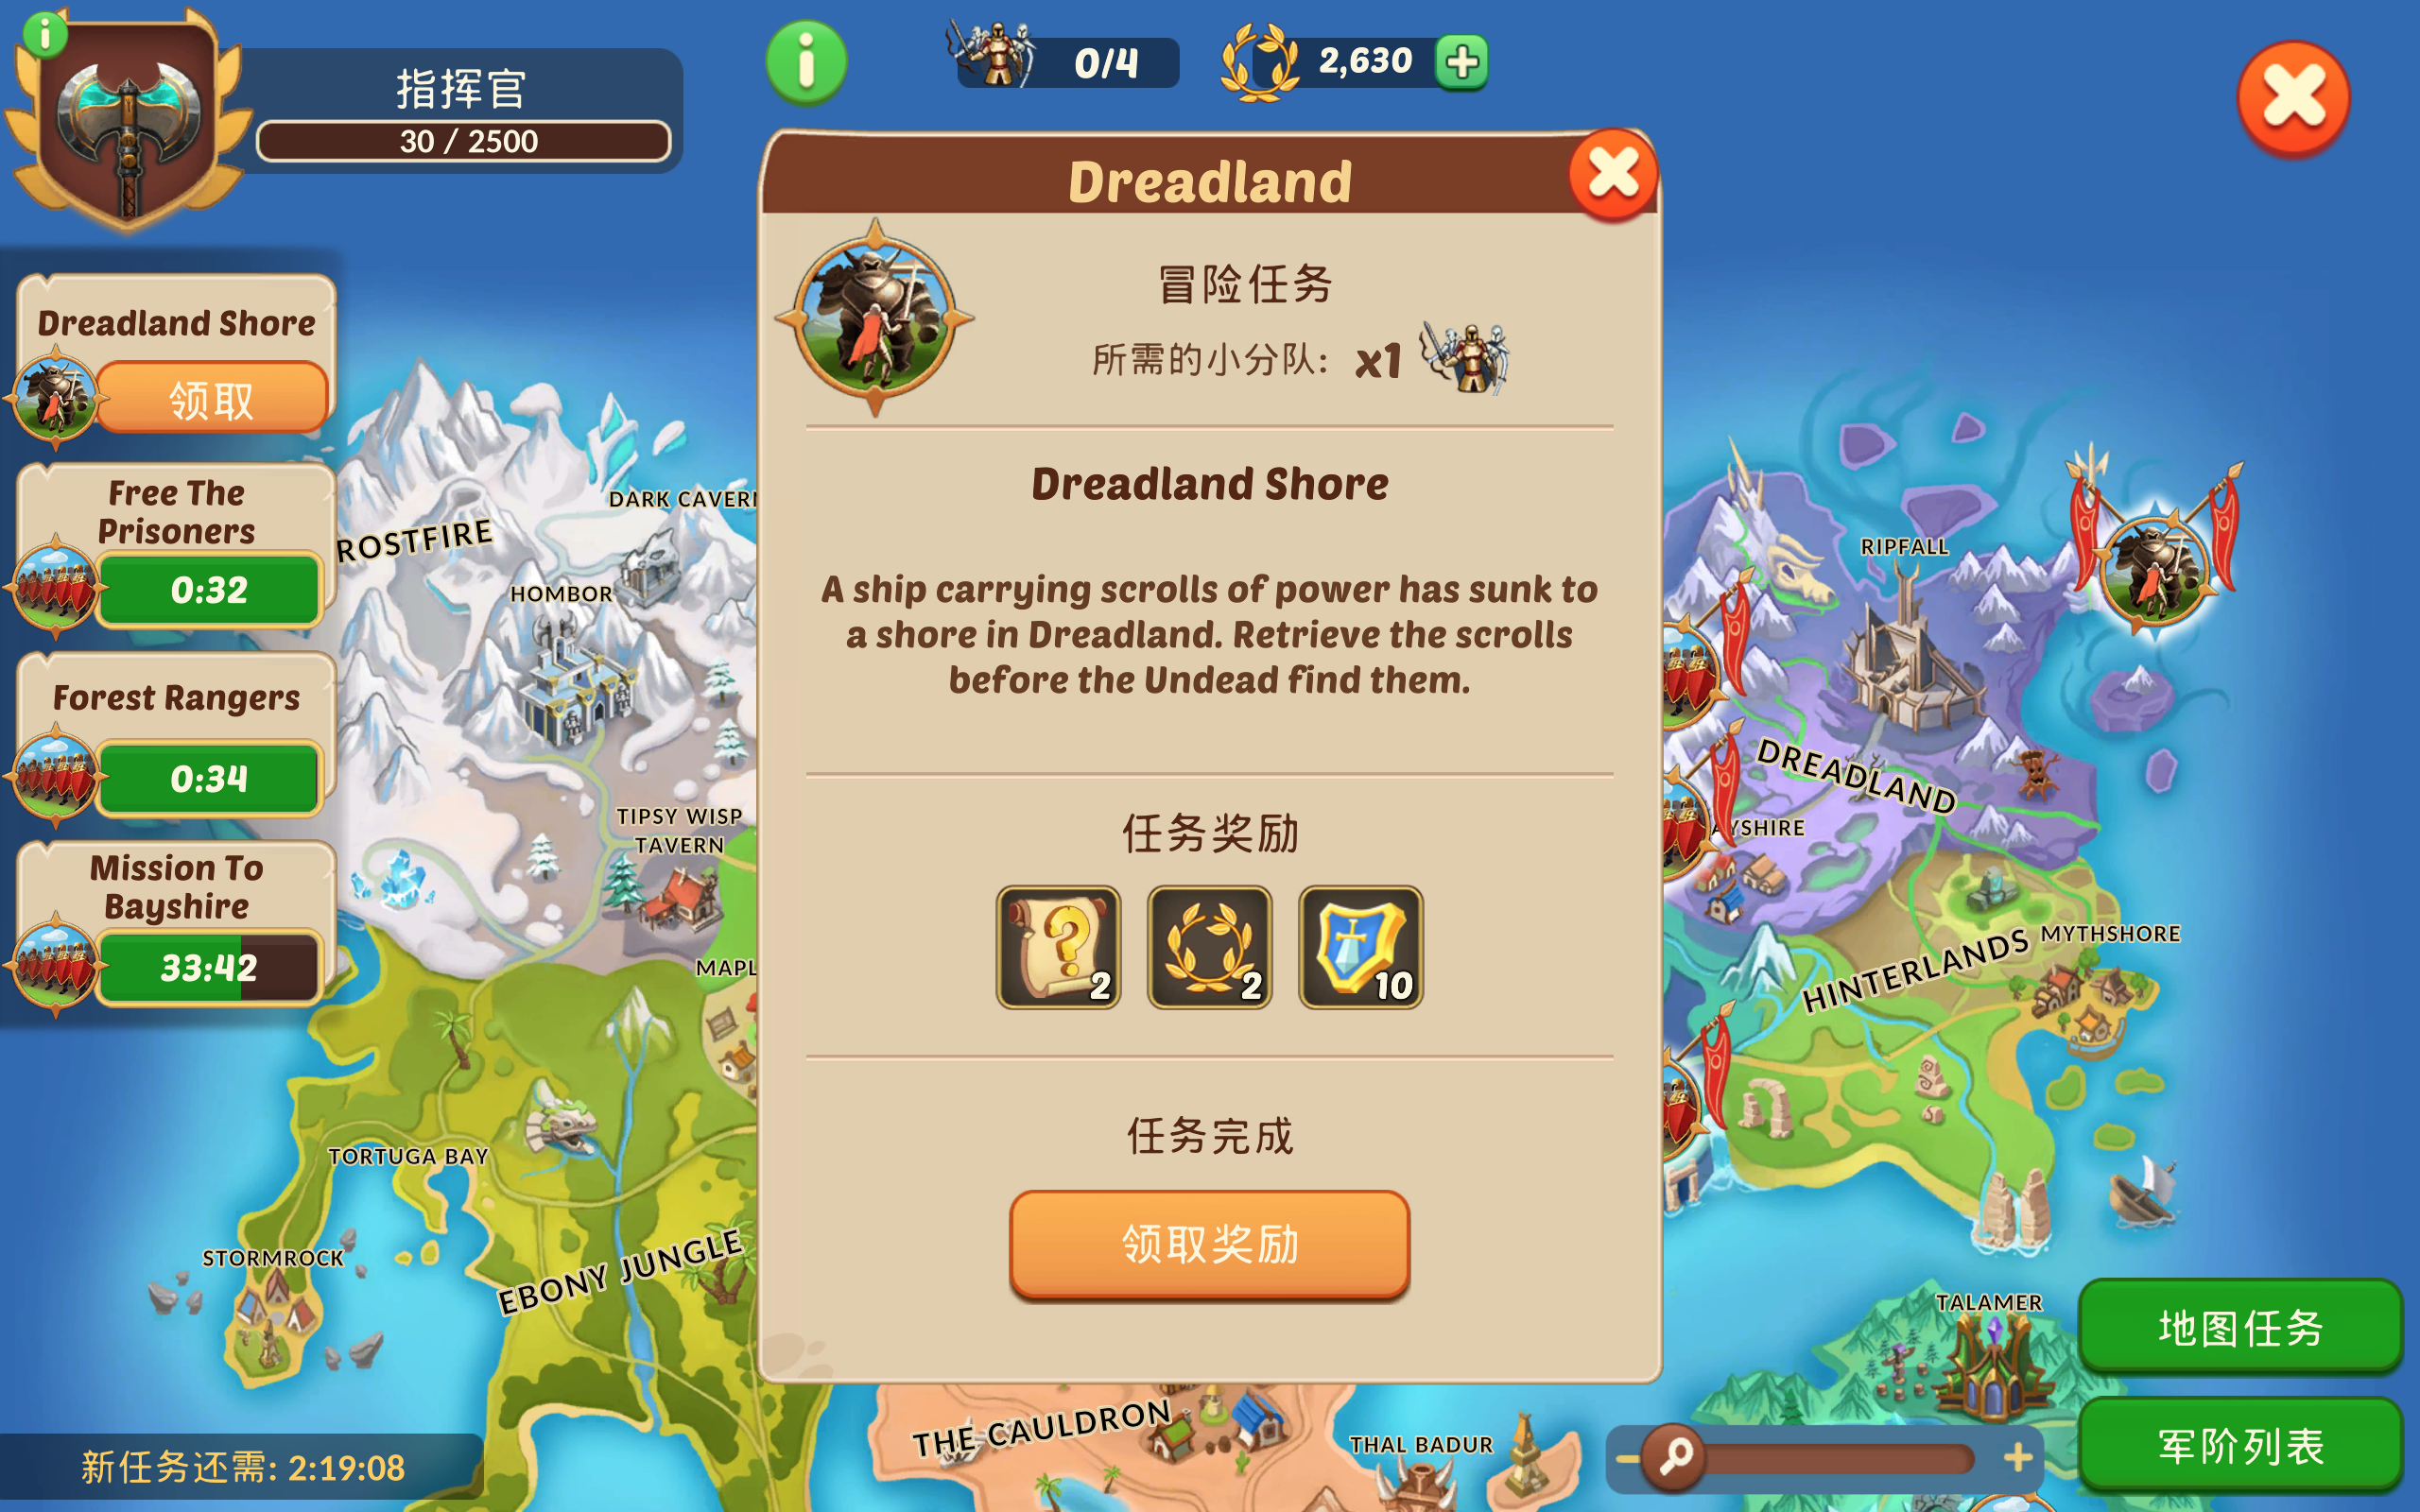 指挥官
30 / 2500
0/4
2,630
Dreadland
冒险任务
所需的小分队: x1
Dreadland Shore
A ship carrying scrolls of power has sunk to
a shore in Dreadland. Retrieve the scrolls
before the Undead find them.
任务奖励
2
2
10
任务完成
领取奖励
Dreadland Shore
领取
Free The
Prisoners
0:32
Forest Rangers
0:34
Mission To
Bayshire
33:42
新任务还需: 2:19:08
DARK CAVERN
ROSTFIRE
HOMBOR
TIPSY WISP
TAVERN
MAPL
TORTUGA BAY
STORMROCK
EBONY JUNGLE
THE CAULDRON
THAL BADUR
RIPFALL
DREADLAND
AYSHIRE
HINTERLANDS
MYTHSHORE
TALAMER
地图任务
军阶列表